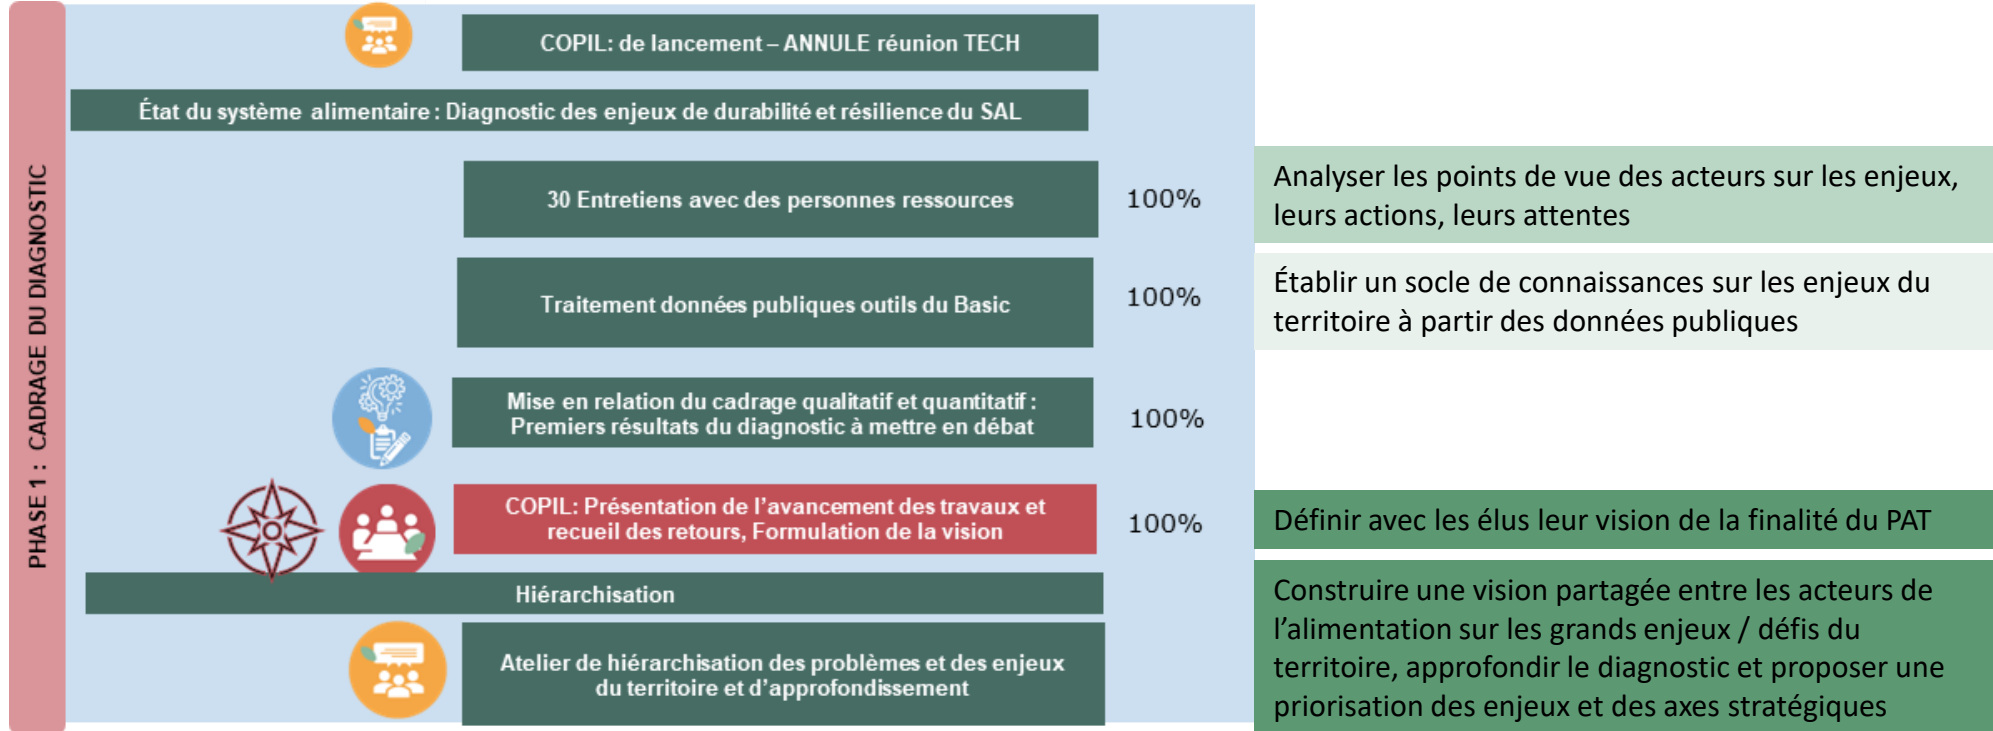 PHASE 1 : CADRAGE DU DIAGNOSTIC
COPIL: de lancement – ANNULE réunion TECH
État du système alimentaire : Diagnostic des enjeux de durabilité et résilience du SAL
30 Entretiens avec des personnes ressources
100%
Analyser les points de vue des acteurs sur les enjeux,
leurs actions, leurs attentes
Traitement données publiques outils du Basic
100%
Établir un socle de connaissances sur les enjeux du
territoire à partir des données publiques
Mise en relation du cadrage qualitatif et quantitatif :
Premiers résultats du diagnostic à mettre en débat
100%
COPIL: Présentation de l’avancement des travaux et
recueil des retours, Formulation de la vision
100%
Définir avec les élus leur vision de la finalité du PAT
Hiérarchisation
Atelier de hiérarchisation des problèmes et des enjeux
du territoire et d’approfondissement
Construire une vision partagée entre les acteurs de
l’alimentation sur les grands enjeux / défis du
territoire, approfondir le diagnostic et proposer une
priorisation des enjeux et des axes stratégiques